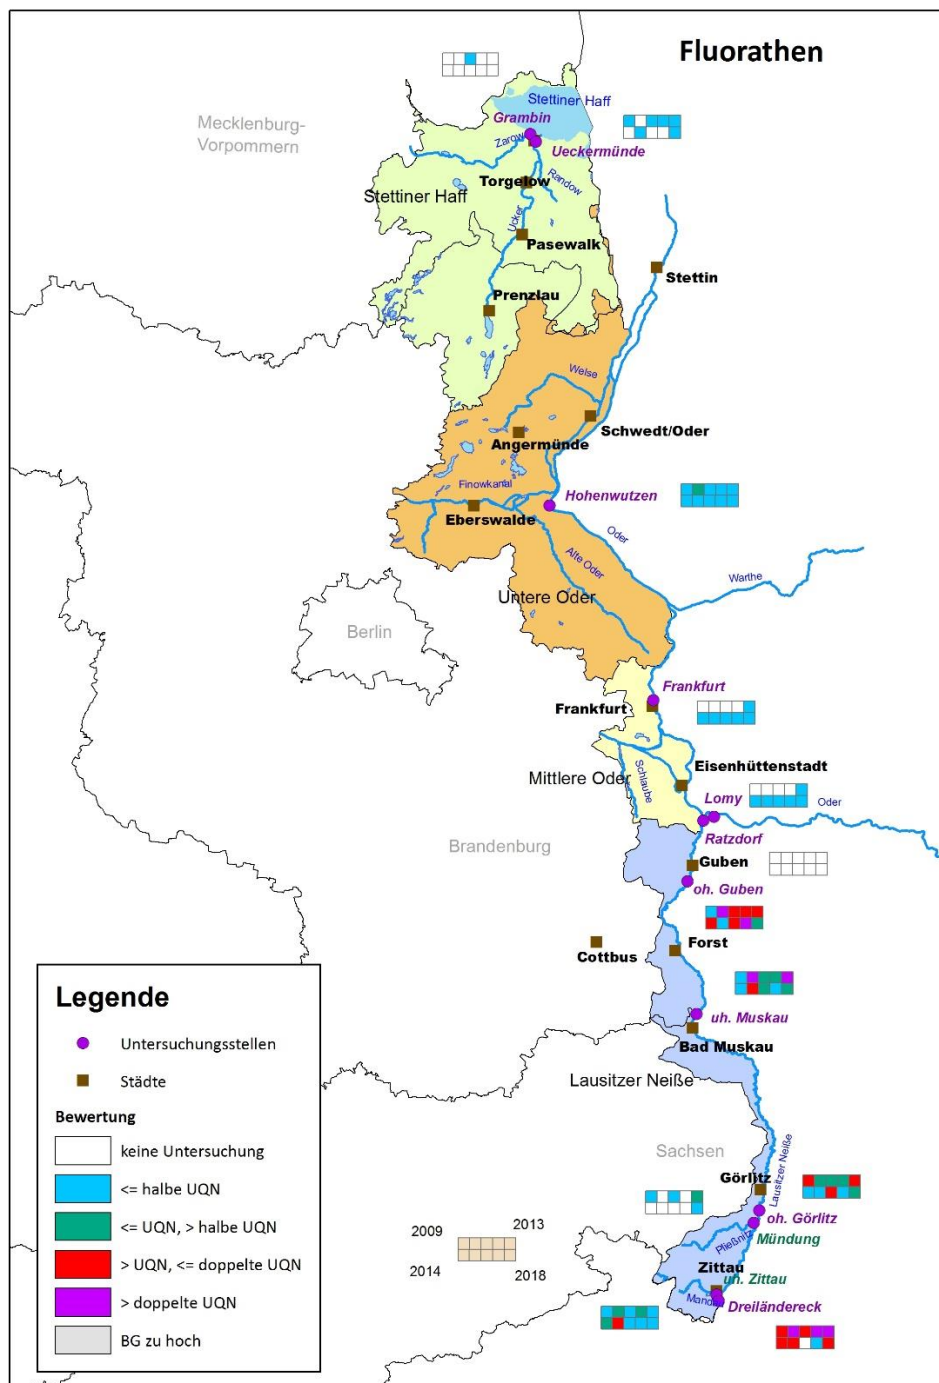 Fluorathen
Stettiner Haff
Mecklenburg-
Vorpommern
Grambin
Zarow
Ueckermünde
Torgelow
Randow
Stettiner Haff
Ucker
Pasewalk
Stettin
Prenzlau
Welse
Schwedt/Oder
Angermünde
Finowkanal
Hohenwutzen
Eberswalde
Oder
Alte Oder
Warthe
Untere Oder
Berlin
Frankfurt
Frankfurt
Eisenhüttenstadt
Mittlere Oder
Schlaube
Lomy
Oder
Ratzdorf
Brandenburg
Guben
oh. Guben
Forst
Cottbus
uh. Muskau
Bad Muskau
Lausitzer Neiße
Sachsen
Lausitzer Neiße
Görlitz
oh. Görlitz
Pließnitz
Mündung
Zittau
uh. Zittau
Dreiländereck
2009
2013
2014
2018
Legende
Untersuchungsstellen
Städte
Bewertung
keine Untersuchung
<= halbe UQN
<= UQN, > halbe UQN
> UQN, <= doppelte UQN
> doppelte UQN
BG zu hoch